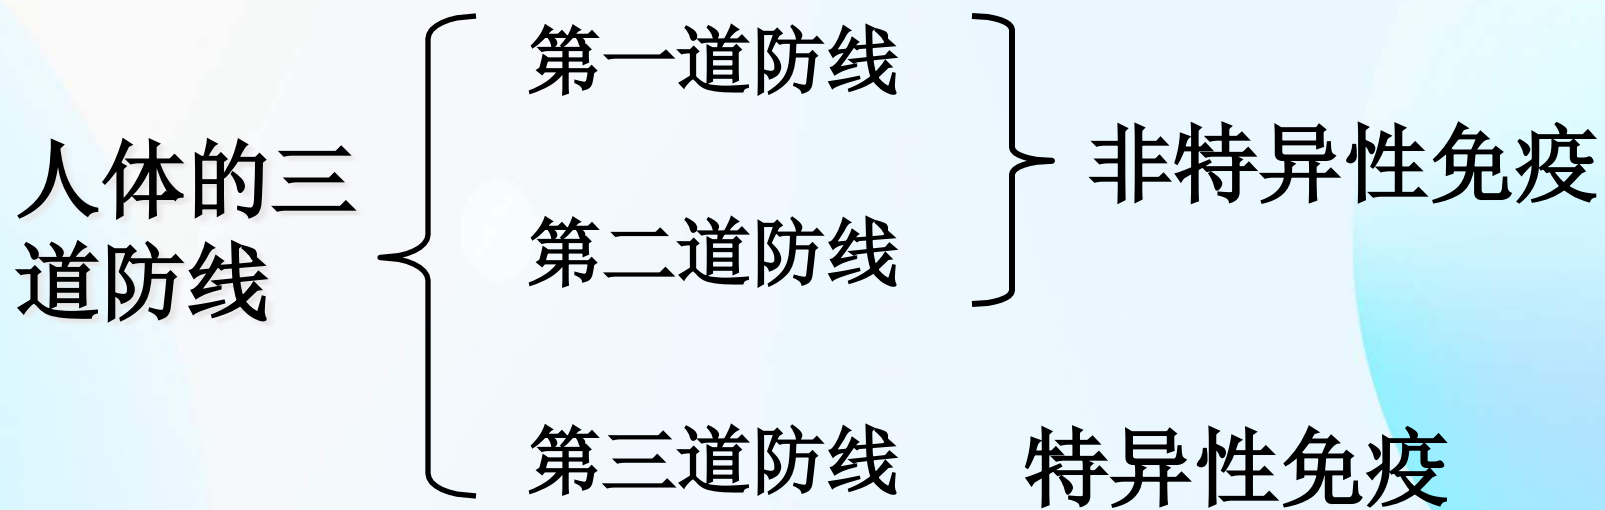 人体的三
道防线
第一道防线
第二道防线
非特异性免疫
第三道防线
特异性免疫